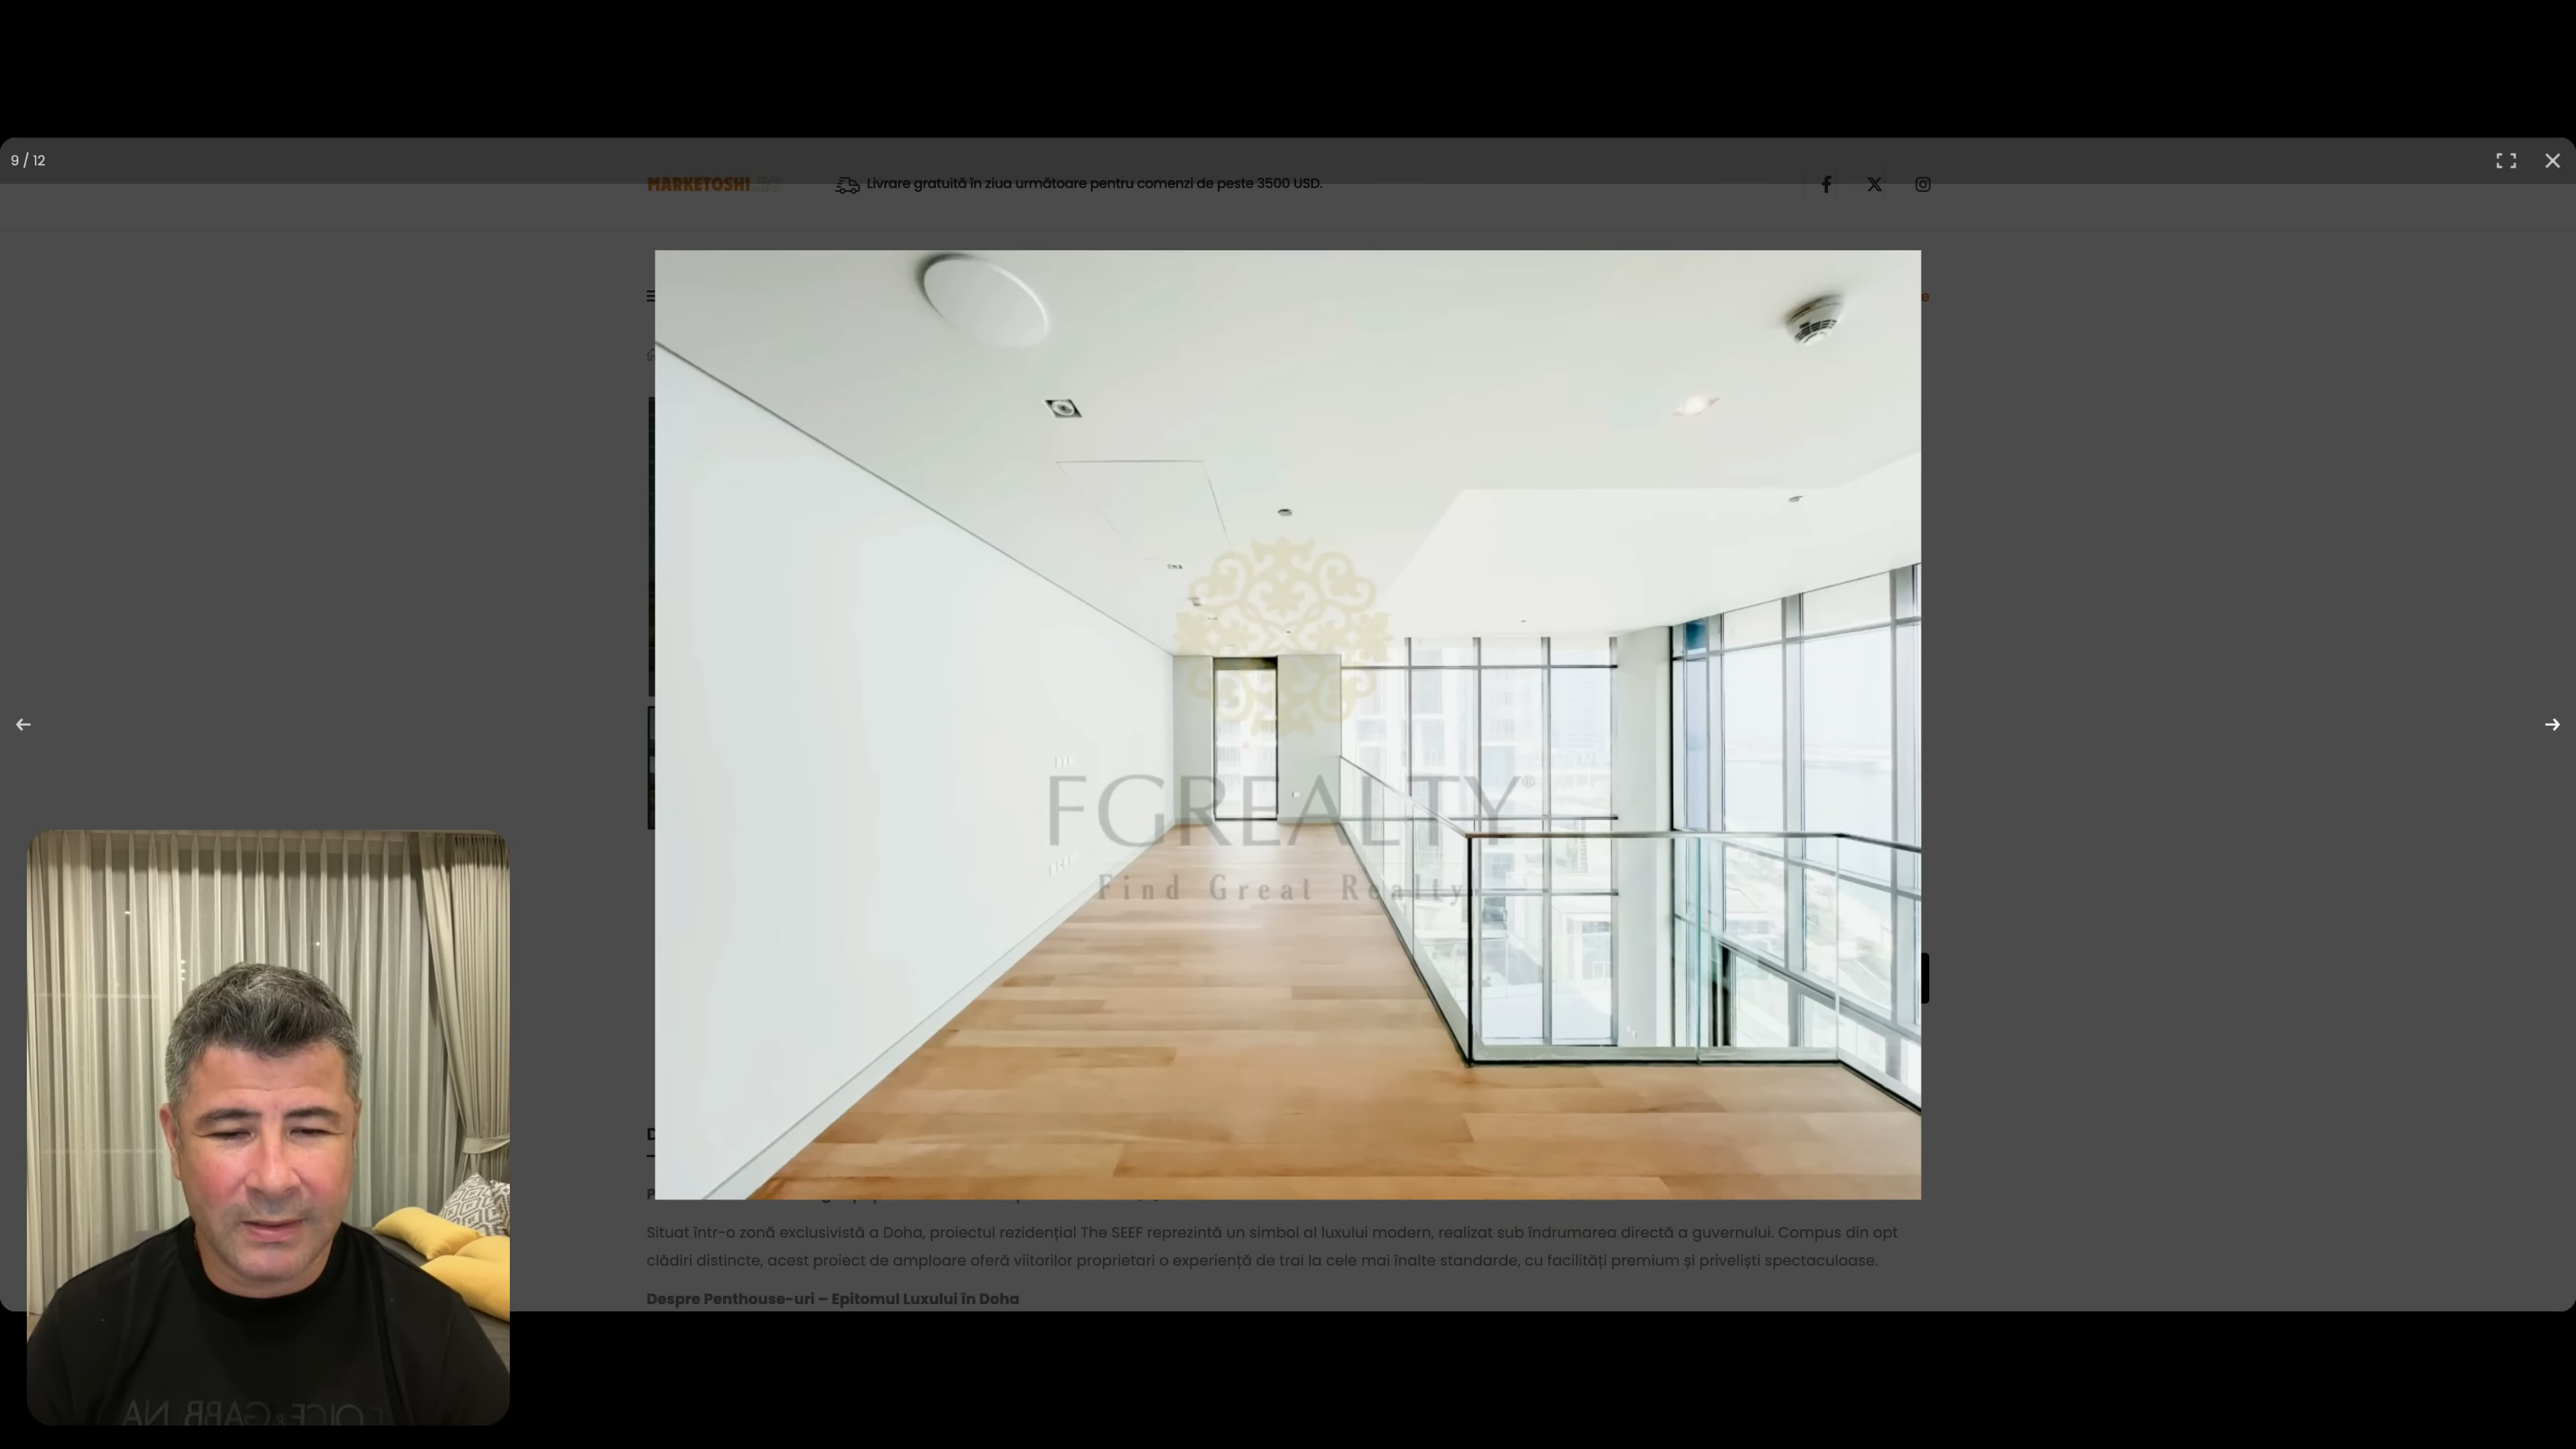 9 / 12
MARKETOSHI.RO
Livrare gratuită în ziua următoare pentru comenzi de peste 3500 USD.
FGREALTY®
Find Great Realty
Situat într-o zonă exclusivistă a Doha, proiectul rezidențial The SEEF reprezintă un simbol al luxului modern, realizat sub îndrumarea directă a guvernului. Compus din opt
clădiri distincte, acest proiect de amploare oferă viitorilor proprietari o experiență de trai la cele mai înalte standarde, cu facilități premium și priveliști spectaculoase.
Despre Penthouse-uri – Epitomul Luxului în Doha